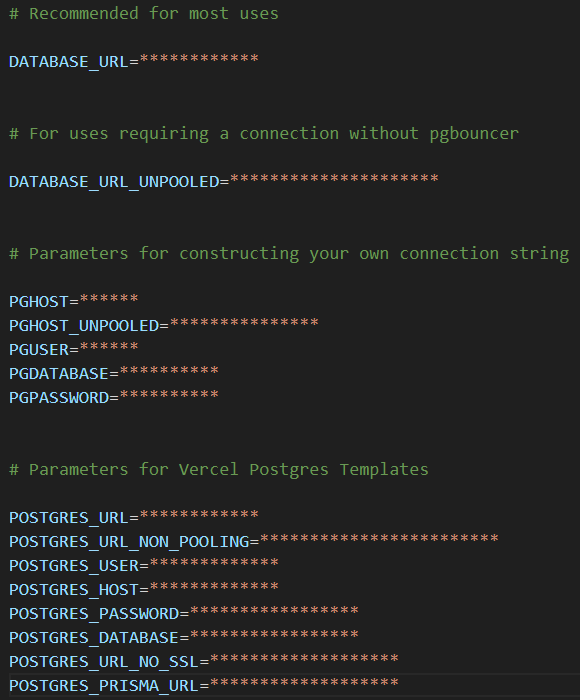 # Recommended for most uses
DATABASE_URL=************
# For uses requiring a connection without pgbouncer
DATABASE_URL_UNPOOLED=*********************
# Parameters for constructing your own connection string
PGHOST=******
PGHOST_UNPOOLED=***************
PGUSER=******
PGDATABASE=**********
PGPASSWORD=**********
# Parameters for Vercel Postgres Templates
POSTGRES_URL=************
POSTGRES_URL_NON_POOLING=************************
POSTGRES_USER=*************
POSTGRES_HOST=*************
POSTGRES_PASSWORD=*****************
POSTGRES_DATABASE=*****************
POSTGRES_URL_NO_SSL=*******************
POSTGRES_PRISMA_URL=*******************